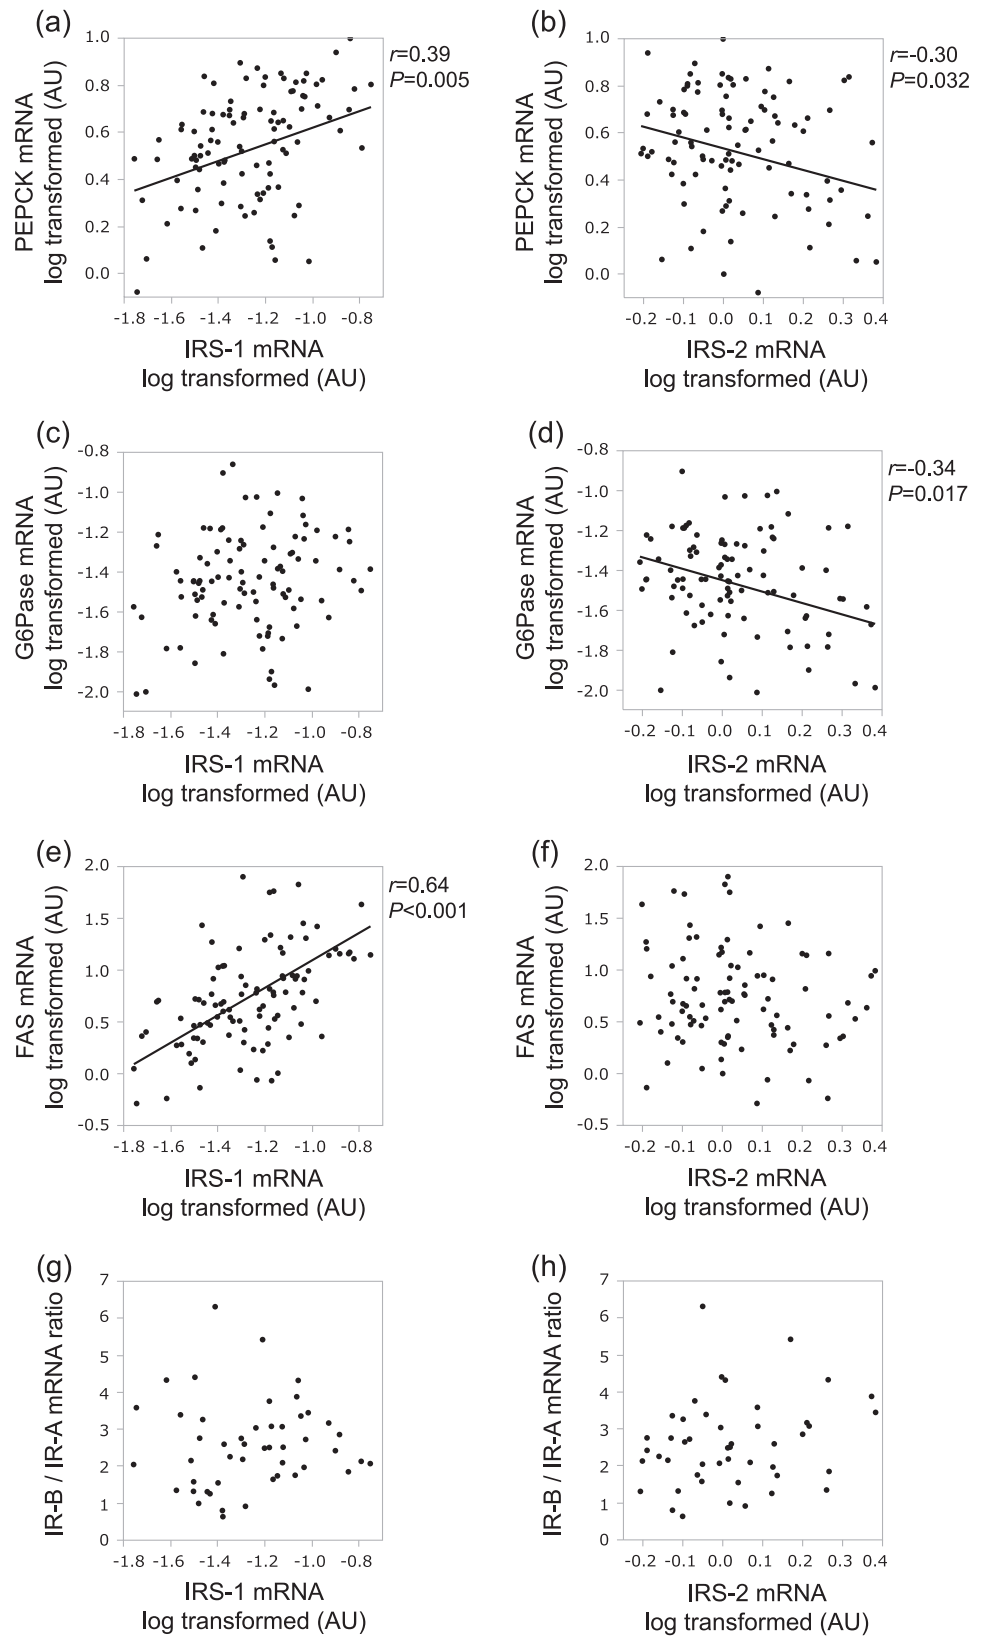 (a)
PEPCK mRNA
log transformed (AU)
1.0
0.8
0.6
0.4
0.2
0.0
-1.8 -1.6 -1.4 -1.2 -1.0 -0.8
IRS-1 mRNA
log transformed (AU)
r=0.39
P=0.005
(b)
PEPCK mRNA
log transformed (AU)
1.0
0.8
0.6
0.4
0.2
0.0
-0.2 -0.1 0.0 0.1 0.2 0.3 0.4
IRS-2 mRNA
log transformed (AU)
r=-0.30
P=0.032
(c)
G6Pase mRNA
log transformed (AU)
-0.8
-1.0
-1.2
-1.4
-1.6
-1.8
-2.0
-1.8 -1.6 -1.4 -1.2 -1.0 -0.8
IRS-1 mRNA
log transformed (AU)
(d)
G6Pase mRNA
log transformed (AU)
-0.8
-1.0
-1.2
-1.4
-1.6
-1.8
-2.0
-0.2 -0.1 0.0 0.1 0.2 0.3 0.4
IRS-2 mRNA
log transformed (AU)
r=-0.34
P=0.017
(e)
FAS mRNA
log transformed (AU)
2.0
1.5
1.0
0.5
0.0
-0.5
-1.8 -1.6 -1.4 -1.2 -1.0 -0.8
IRS-1 mRNA
log transformed (AU)
r=0.64
P<0.001
(f)
FAS mRNA
log transformed (AU)
2.0
1.5
1.0
0.5
0.0
-0.5
-0.2 -0.1 0.0 0.1 0.2 0.3 0.4
IRS-2 mRNA
log transformed (AU)
(g)
IR-B / IR-A mRNA ratio
7
6
5
4
3
2
1
0
-1.8 -1.6 -1.4 -1.2 -1.0 -0.8
IRS-1 mRNA
log transformed (AU)
(h)
IR-B / IR-A mRNA ratio
7
6
5
4
3
2
1
0
-0.2 -0.1 0.0 0.1 0.2 0.3 0.4
IRS-2 mRNA
log transformed (AU)